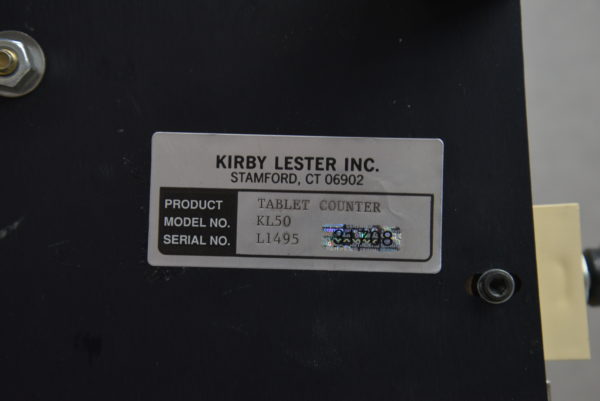 KIRBY LESTER INC.
STAMFORD, CT 06902
PRODUCT TABLET COUNTER
MODEL NO. KL50
SERIAL NO. L1495